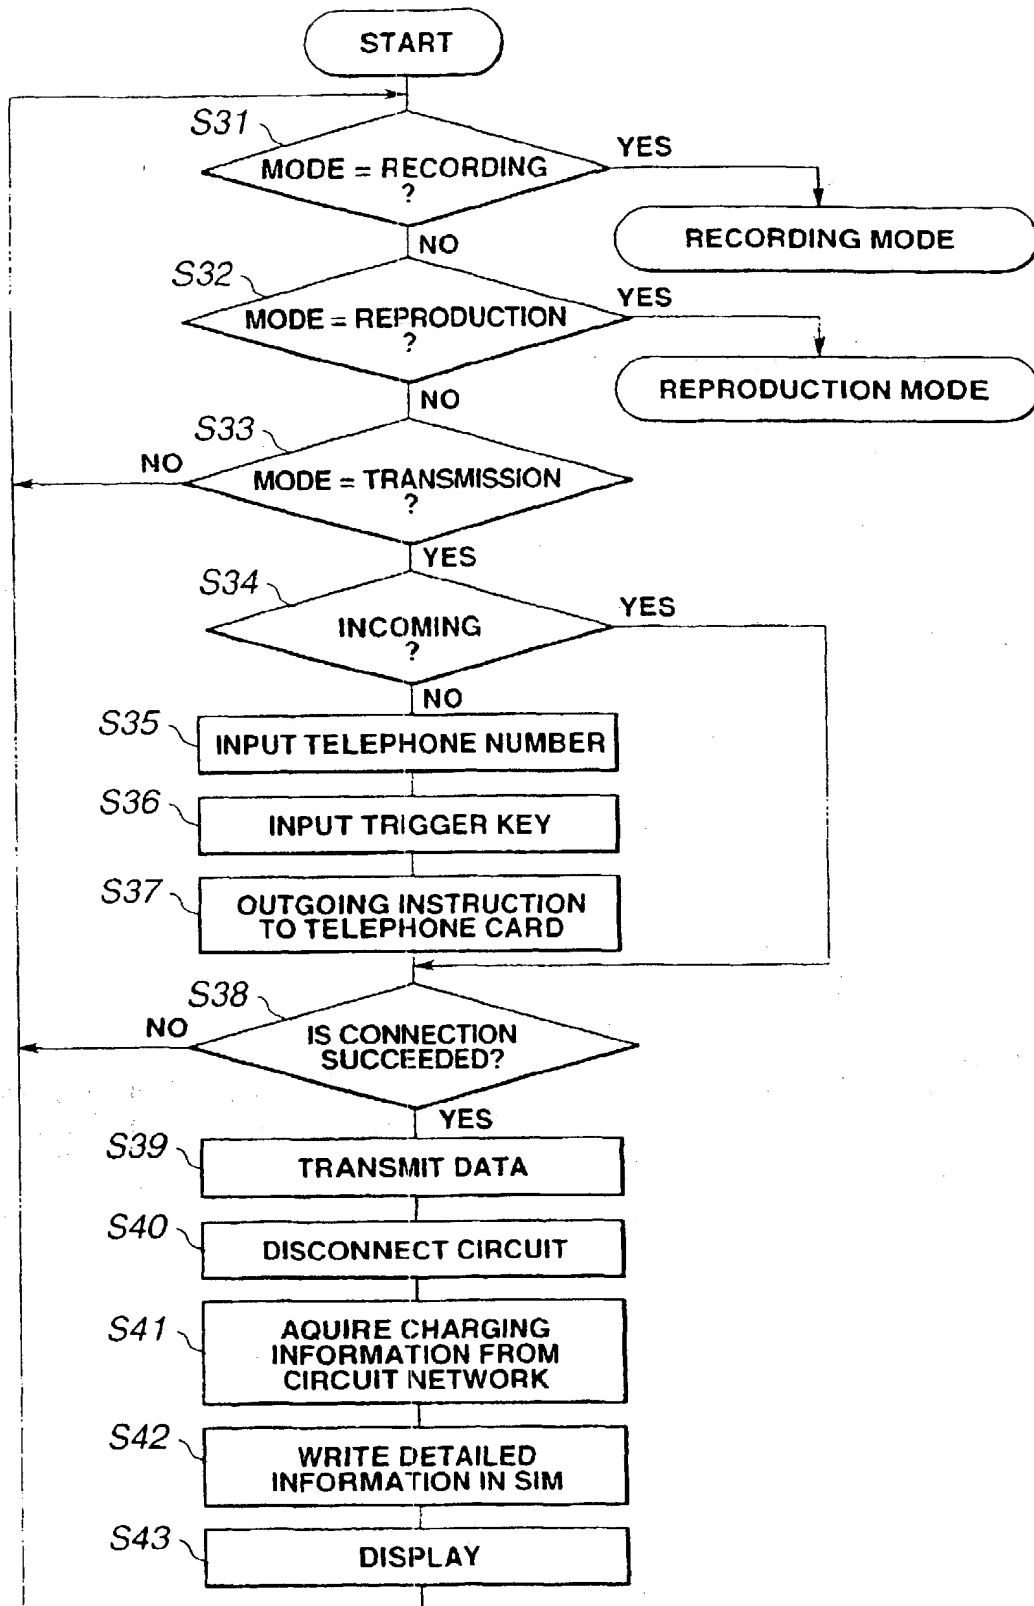 START
S31
MODE = RECORDING
?
YES
RECORDING MODE
NO
S32
MODE = REPRODUCTION
?
YES
REPRODUCTION MODE
NO
S33
NO
MODE = TRANSMISSION
?
YES
S34
INCOMING
?
YES
NO
S35
INPUT TELEPHONE NUMBER
S36
INPUT TRIGGER KEY
S37
OUTGOING INSTRUCTION
TO TELEPHONE CARD
S38
NO
IS CONNECTION
SUCCEEDED?
YES
S39
TRANSMIT DATA
S40
DISCONNECT CIRCUIT
S41
AQUIRE CHARGING
INFORMATION FROM
CIRCUIT NETWORK
S42
WRITE DETAILED
INFORMATION IN SIM
S43
DISPLAY